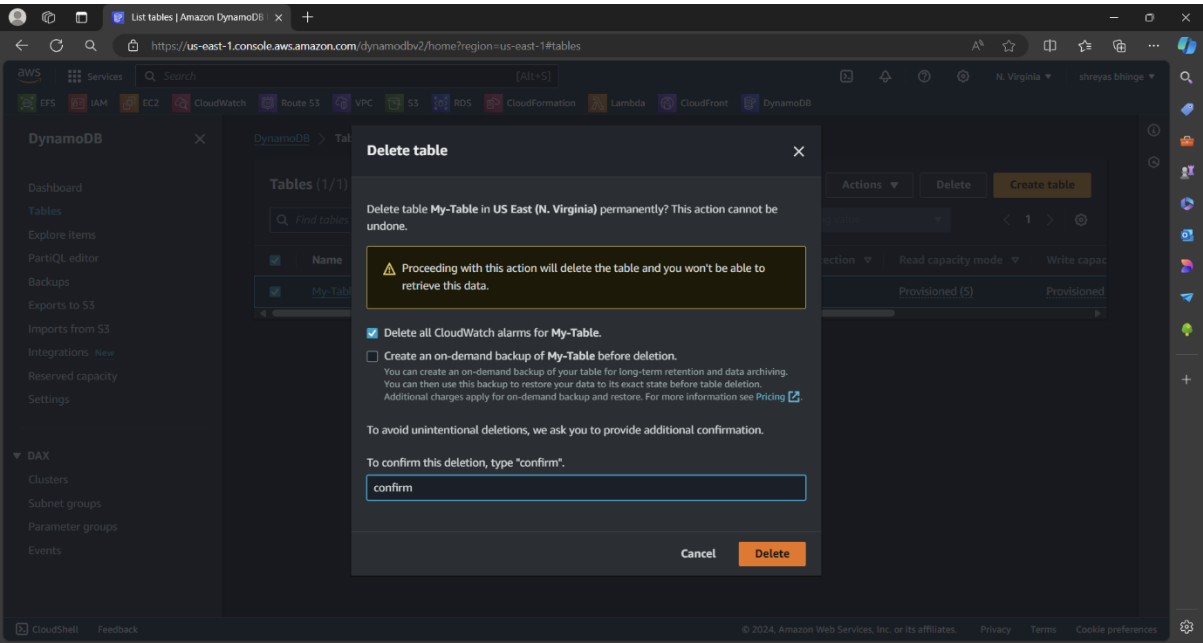 List tables | Amazon DynamoDB
https://us-east-1.console.aws.amazon.com/dynamodbv2/home?region=us-east-1#tables
aws
Services
Search
[Alt+S]
N. Virginia
shreyas bhinge
EFS
IAM
EC2
CloudWatch
Route 53
VPC
S3
RDS
CloudFormation
Lambda
CloudFront
DynamoDB
DynamoDB
Dashboard
Tables
Explore items
PartiQL editor
Backups
Exports to S3
Imports from S3
Integrations New
Reserved capacity
Settings
DAX
Clusters
Subnet groups
Parameter groups
Events
DynamoDB > Tab
Tables (1/1)
Actions
Delete
Create table
Find tables
1
Name
ection
Read capacity mode
Write capac
My-Tabl
Provisioned (5)
Provisioned
Delete table
Delete table My-Table in US East (N. Virginia) permanently? This action cannot be
undone.
Proceeding with this action will delete the table and you won't be able to
retrieve this data.
Delete all CloudWatch alarms for My-Table.
Create an on-demand backup of My-Table before deletion.
You can create an on-demand backup of your table for long-term retention and data archiving.
You can then use this backup to restore your data to its exact state before table deletion.
Additional charges apply for on-demand backup and restore. For more information see Pricing.
To avoid unintentional deletions, we ask you to provide additional confirmation.
To confirm this deletion, type "confirm".
confirm
Cancel
Delete
CloudShell
Feedback
© 2024, Amazon Web Services, Inc. or its affiliates.
Privacy
Terms
Cookie preferences